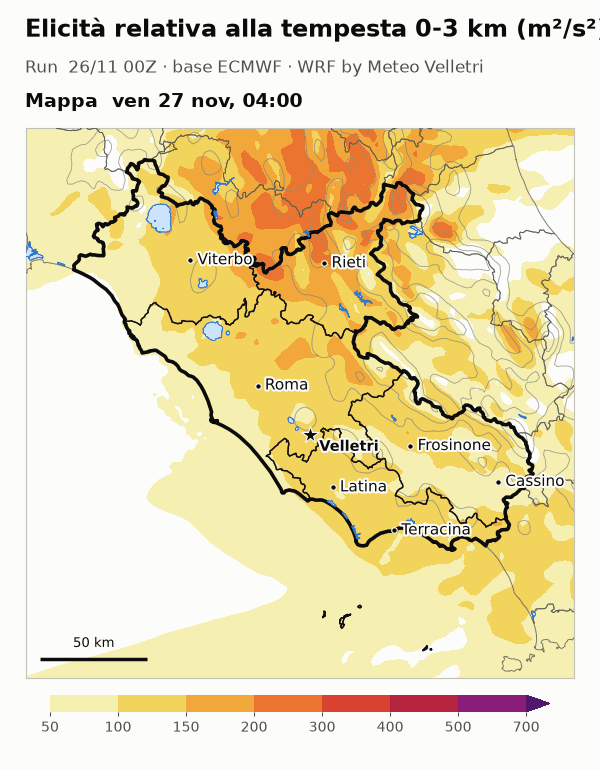 Elicità relativa alla tempesta 0-3 km (m²/s²)
Run 26/11 00Z · base ECMWF · WRF by Meteo Velletri
Mappa ven 27 nov, 04:00
Viterbo
Rieti
Roma
Velletri
Frosinone
Cassino
Latina
Terracina
50 km
50 100 150 200 300 400 500 700